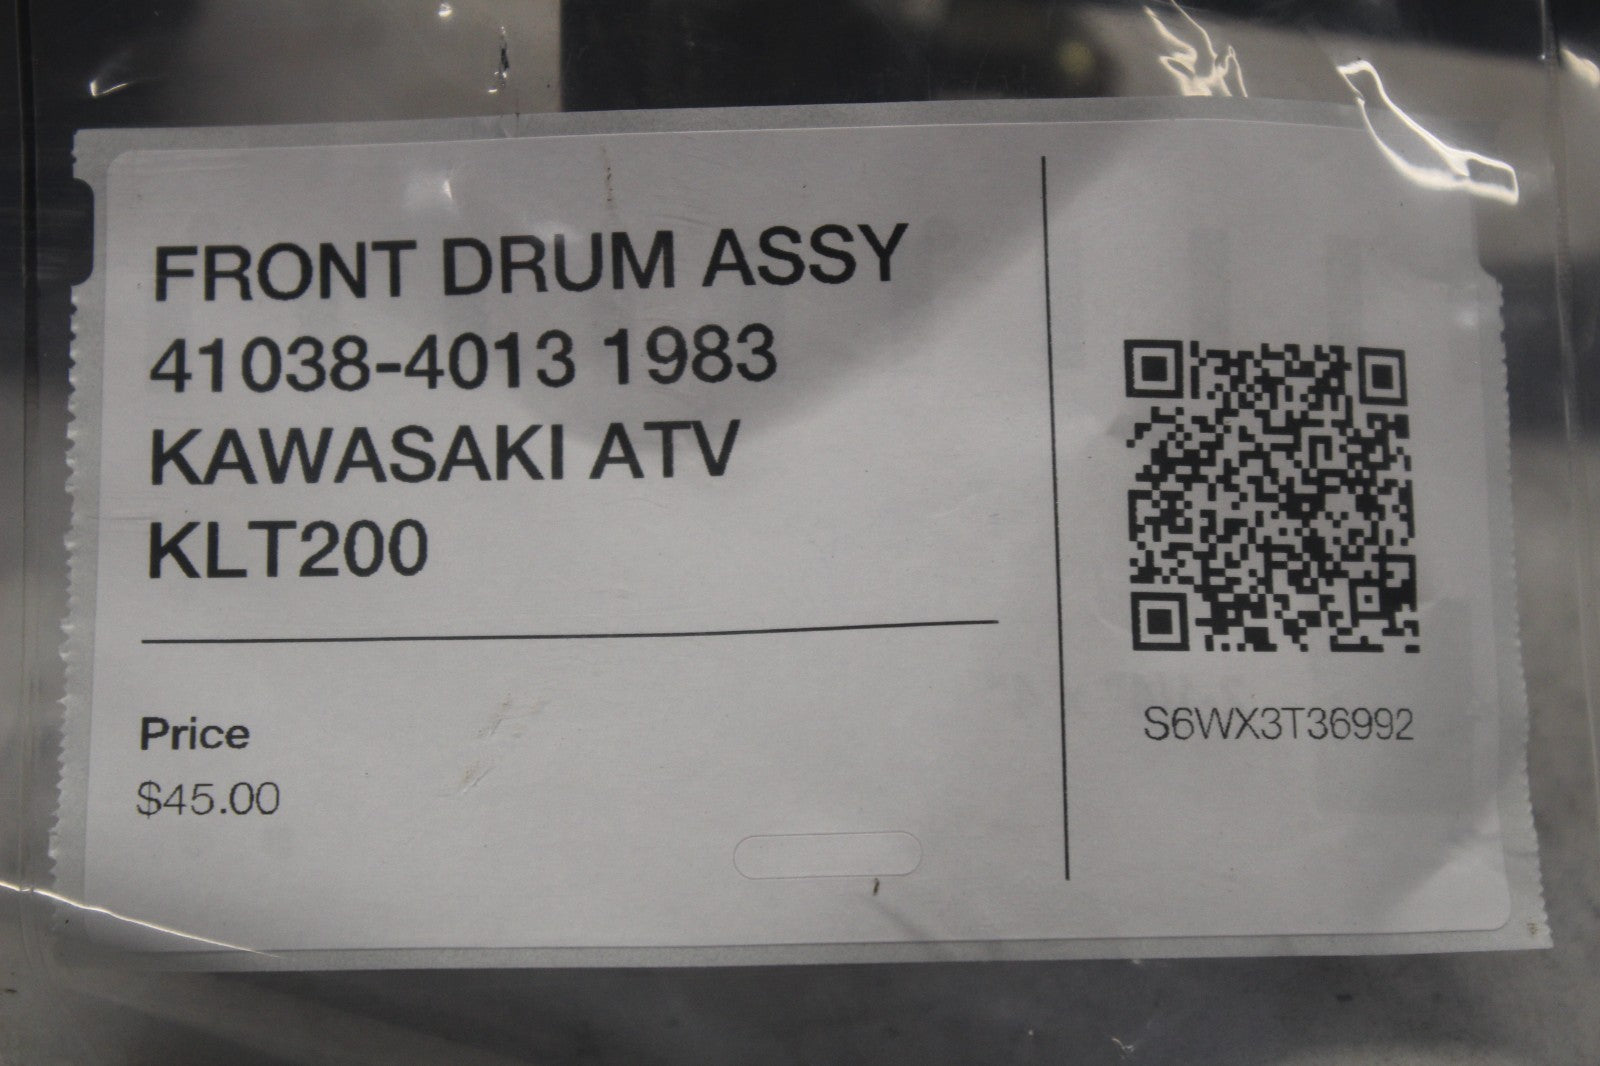 FRONT DRUM ASSY
41038-4013 1983
KAWASAKI ATV
KLT200
Price
$45.00
S6WX3T36992